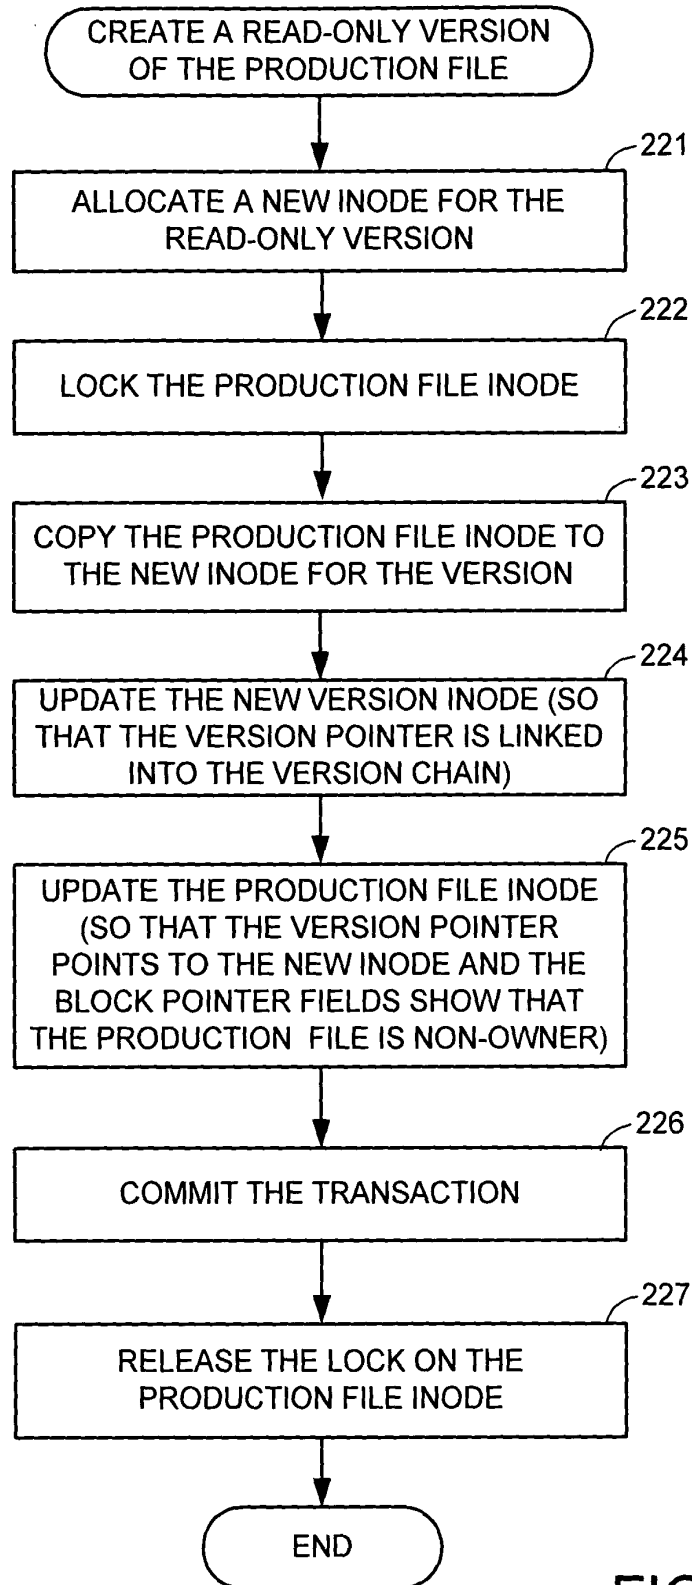 CREATE A READ-ONLY VERSION
OF THE PRODUCTION FILE
221
ALLOCATE A NEW INODE FOR THE
READ-ONLY VERSION
222
LOCK THE PRODUCTION FILE INODE
223
COPY THE PRODUCTION FILE INODE TO
THE NEW INODE FOR THE VERSION
224
UPDATE THE NEW VERSION INODE (SO
THAT THE VERSION POINTER IS LINKED
INTO THE VERSION CHAIN)
225
UPDATE THE PRODUCTION FILE INODE
(SO THAT THE VERSION POINTER
POINTS TO THE NEW INODE AND THE
BLOCK POINTER FIELDS SHOW THAT
THE PRODUCTION FILE IS NON-OWNER)
226
COMMIT THE TRANSACTION
227
RELEASE THE LOCK ON THE
PRODUCTION FILE INODE
END